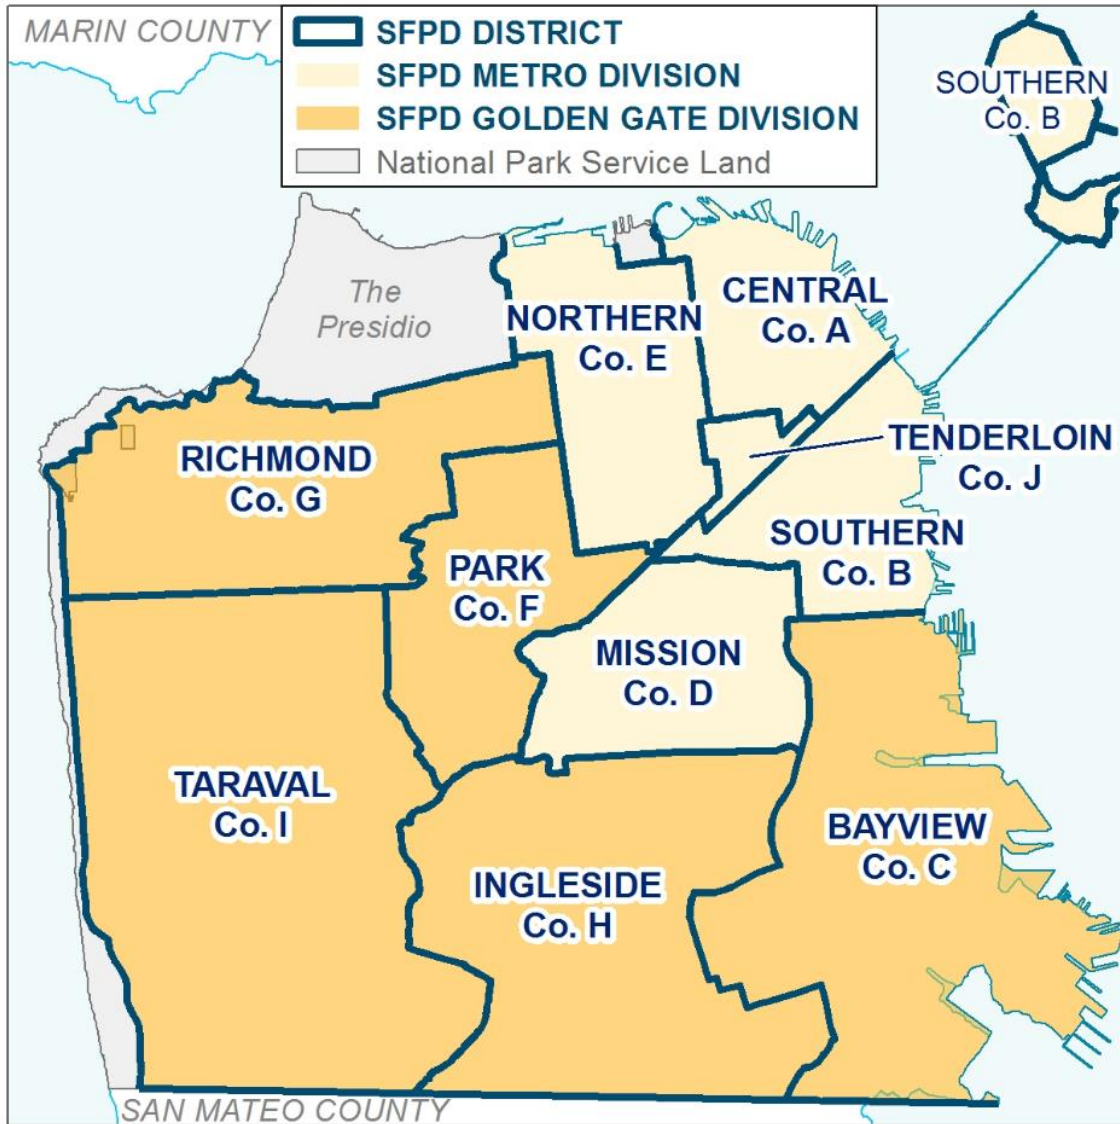 MARIN COUNTY
SFPD DISTRICT
SFPD METRO DIVISION
SFPD GOLDEN GATE DIVISION
National Park Service Land
SOUTHERN
Co. B
The
Presidio
NORTHERN
Co. E
CENTRAL
Co. A
RICHMOND
Co. G
TENDERLOIN
Co. J
PARK
Co. F
SOUTHERN
Co. B
MISSION
Co. D
TARAVAL
Co. I
INGLESIDE
Co. H
BAYVIEW
Co. C
SAN MATEO COUNTY